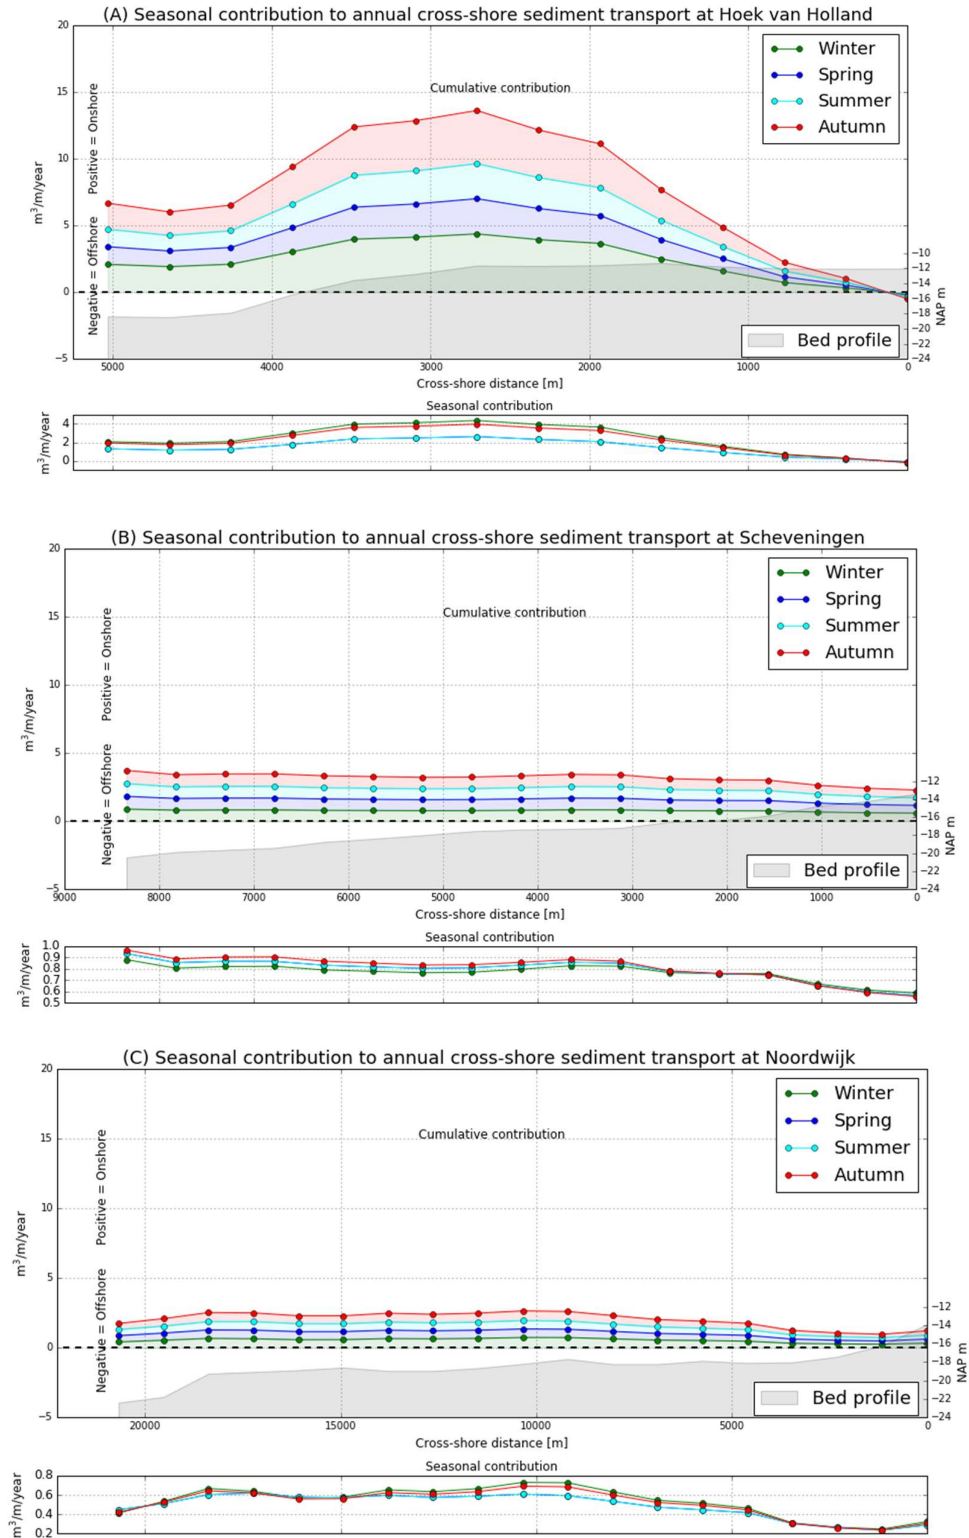 (A) Seasonal contribution to annual cross-shore sediment transport at Hoek van Holland
20
15
10
5
0
−5
m³/m/year
Positive = Onshore
Negative = Offshore
Cumulative contribution
Winter
Spring
Summer
Autumn
Bed profile
−10
−12
−14
−16
−18
−20
−22
−24
NAP m
5000 4000 3000 2000 1000 0
Cross-shore distance [m]
Seasonal contribution
4
2
0
m³/m/year
(B) Seasonal contribution to annual cross-shore sediment transport at Scheveningen
20
15
10
5
0
−5
m³/m/year
Positive = Onshore
Negative = Offshore
Cumulative contribution
Winter
Spring
Summer
Autumn
Bed profile
−12
−14
−16
−18
−20
−22
−24
NAP m
9000 8000 7000 6000 5000 4000 3000 2000 1000 0
Cross-shore distance [m]
Seasonal contribution
1.0
0.9
0.8
0.7
0.6
0.5
m³/m/year
(C) Seasonal contribution to annual cross-shore sediment transport at Noordwijk
20
15
10
5
0
−5
m³/m/year
Positive = Onshore
Negative = Offshore
Cumulative contribution
Winter
Spring
Summer
Autumn
Bed profile
−12
−14
−16
−18
−20
−22
−24
NAP m
20000 15000 10000 5000 0
Cross-shore distance [m]
Seasonal contribution
0.8
0.6
0.4
0.2
m³/m/year